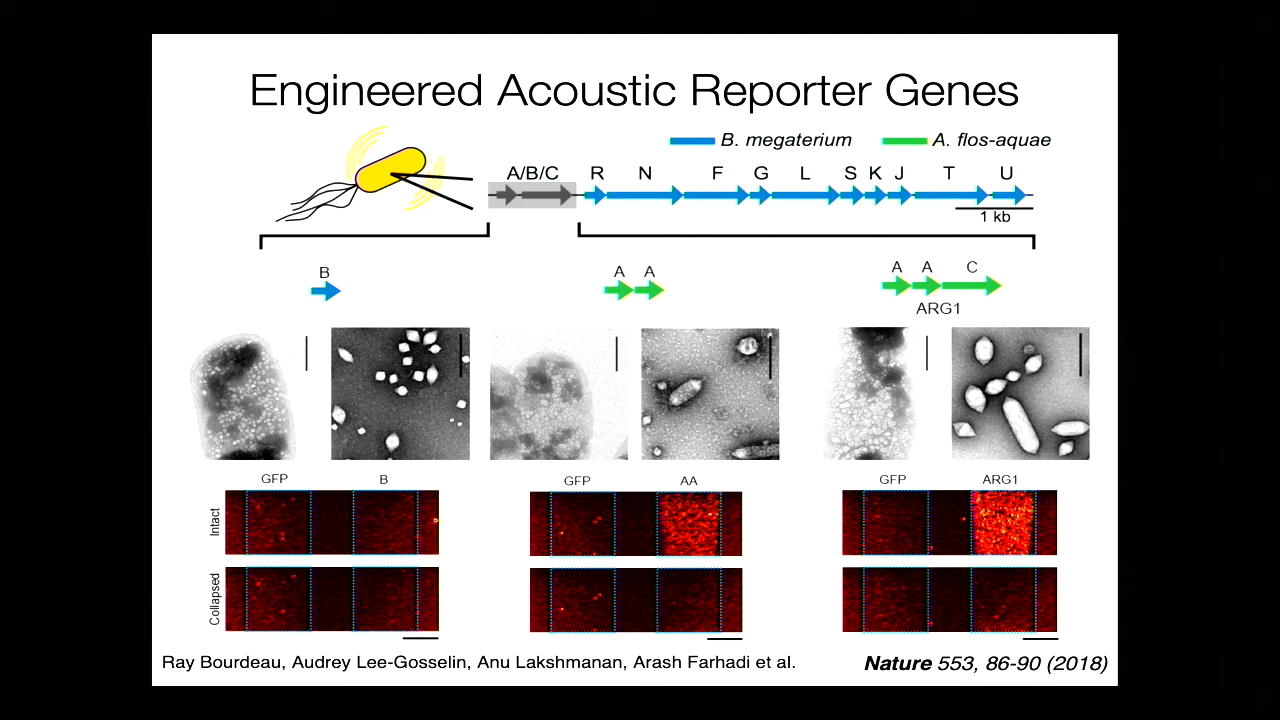 Engineered Acoustic Reporter Genes
B. megaterium A. flos-aquae
A/B/C R N F G L S K J T U
1 kb
B A A A A C
ARG1
GFP B GFP AA GFP ARG1
Intact
Collapsed
Ray Bourdeau, Audrey Lee-Gosselin, Anu Lakshmanan, Arash Farhadi et al. Nature 553, 86-90 (2018)